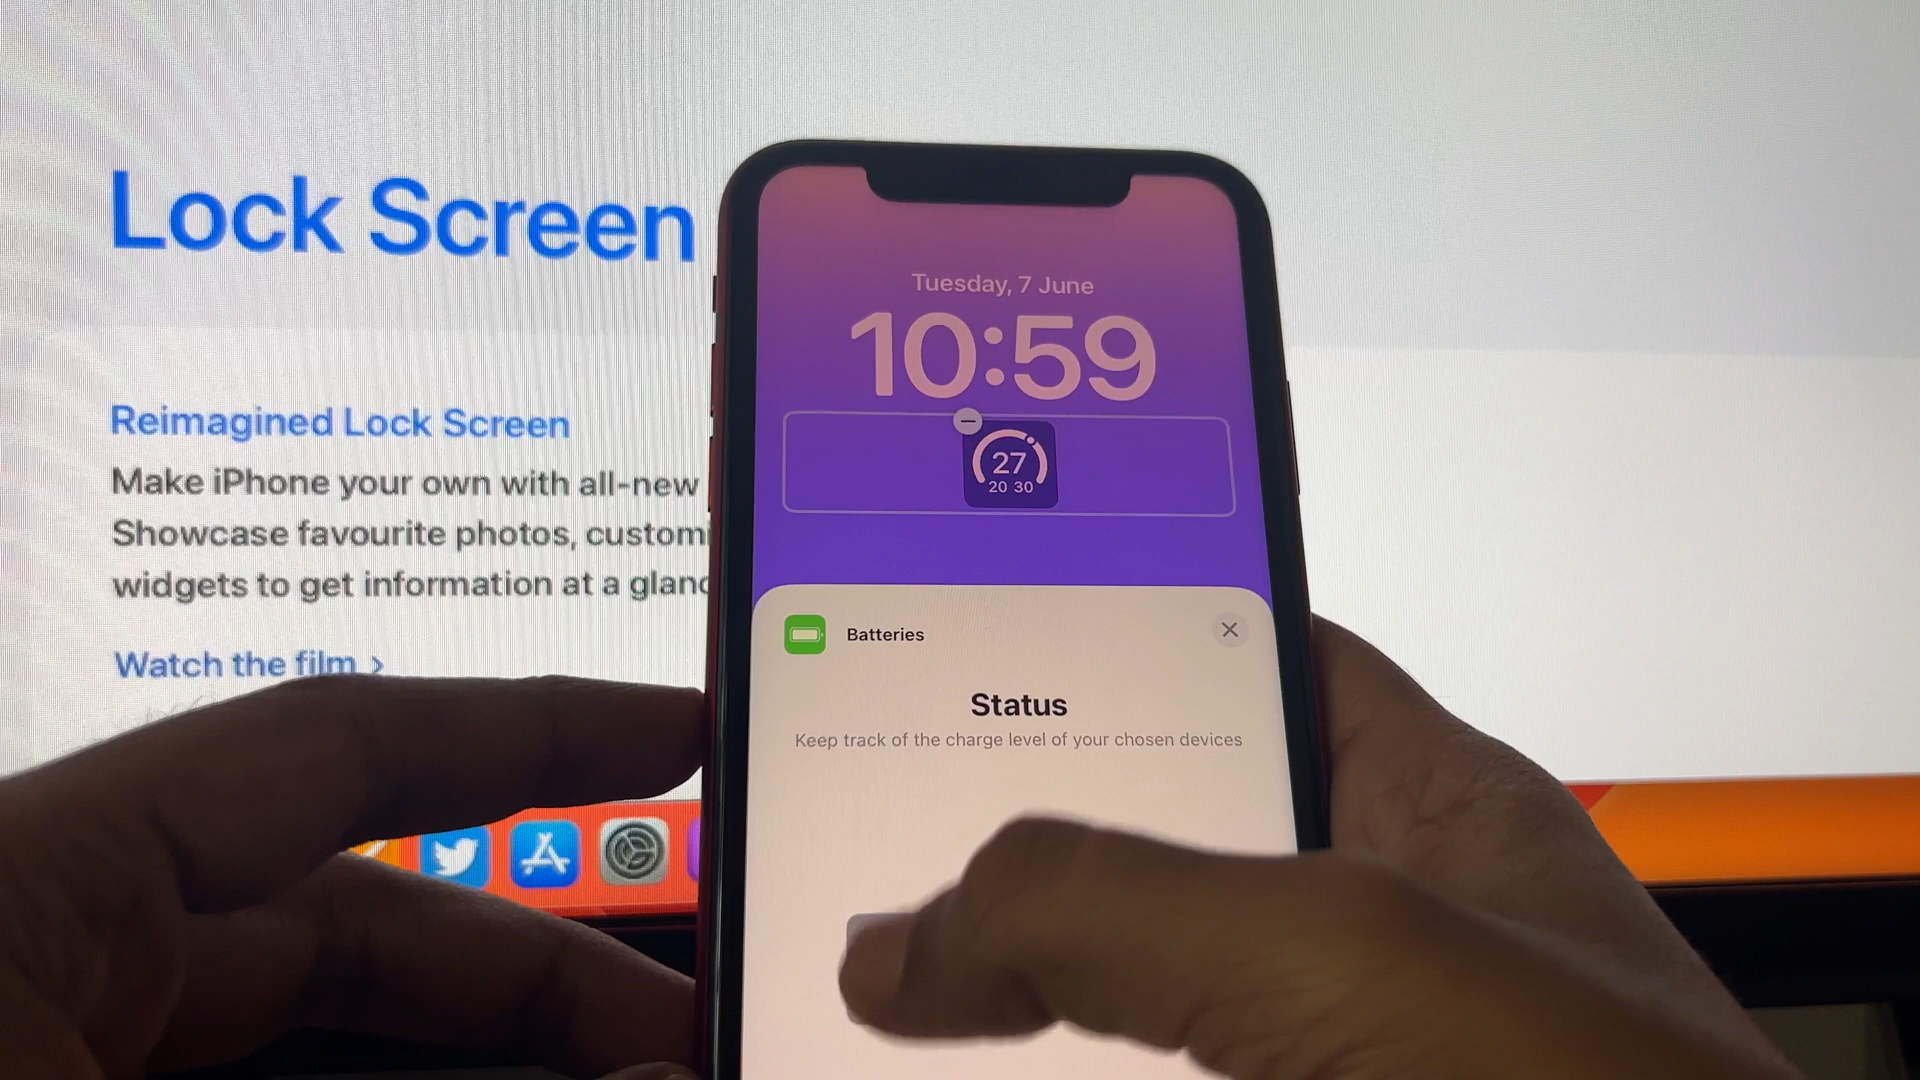 Lock Screen
Reimagined Lock Screen
Make iPhone your own with all-new
Showcase favourite photos,
widgets to get information at a
Watch the film >
Tuesday, 7 June
10:59
27
20 30
Batteries
Status
Keep track of the charge level of your chosen devices